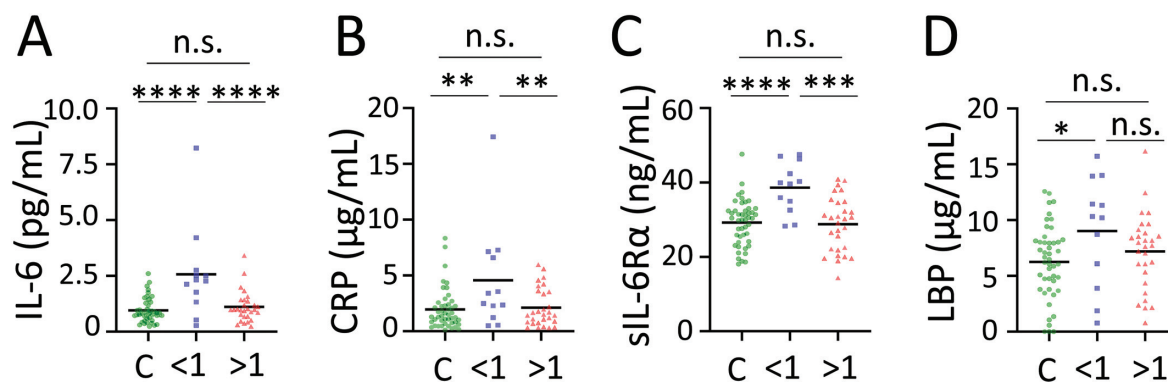 A
n.s.
**** ****
IL-6 (pg/mL)
10.0
7.5
5.0
2.5
0
C <1 >1
B
n.s.
** **
CRP (µg/mL)
20
15
10
5
0
C <1 >1
C
n.s.
**** ***
sIL-6Rα (ng/mL)
60
40
20
0
C <1 >1
D
n.s.
* n.s.
LBP (µg/mL)
20
15
10
5
0
C <1 >1